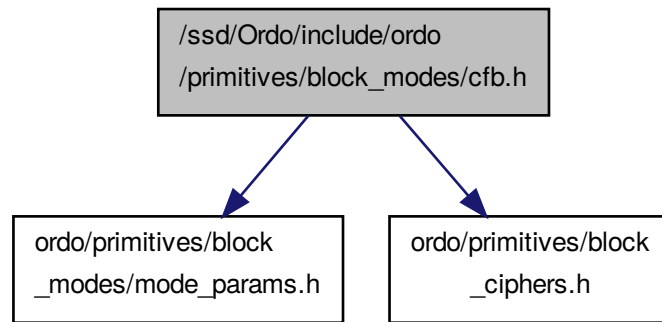 /ssd/Ordo/include/ordo
/primitives/block_modes/cfb.h
ordo/primitives/block
_modes/mode_params.h
ordo/primitives/block
_ciphers.h